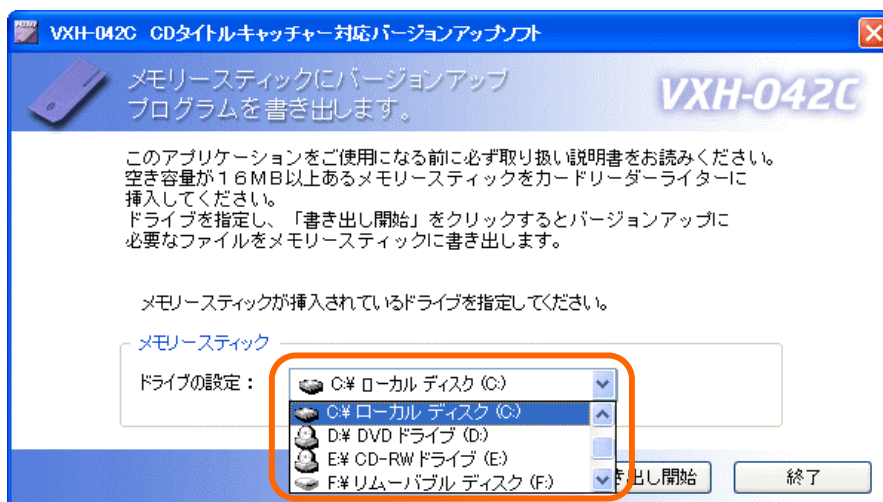 VXH-042C CDタイトルキャッチャー対応バージョンアップソフト
メモリースティックにバージョンアップ
プログラムを書き出します。
VXH-042C
このアプリケーションをご使用になる前に必ず取り扱い説明書をお読みください。
空き容量が16MB以上あるメモリースティックをカードリーダーライターに
挿入してください。
ドライブを指定し、「書き出し開始」をクリックするとバージョンアップに
必要なファイルをメモリースティックに書き出します。
メモリースティックが挿入されているドライブを指定してください。
メモリースティック
ドライブの設定：
C:¥ ローカル ディスク (C:)
C:¥ ローカル ディスク (C:)
D:¥ DVD ドライブ (D:)
E:¥ CD-RW ドライブ (E:)
F:¥ リムーバブル ディスク (F:)
き出し開始
終了